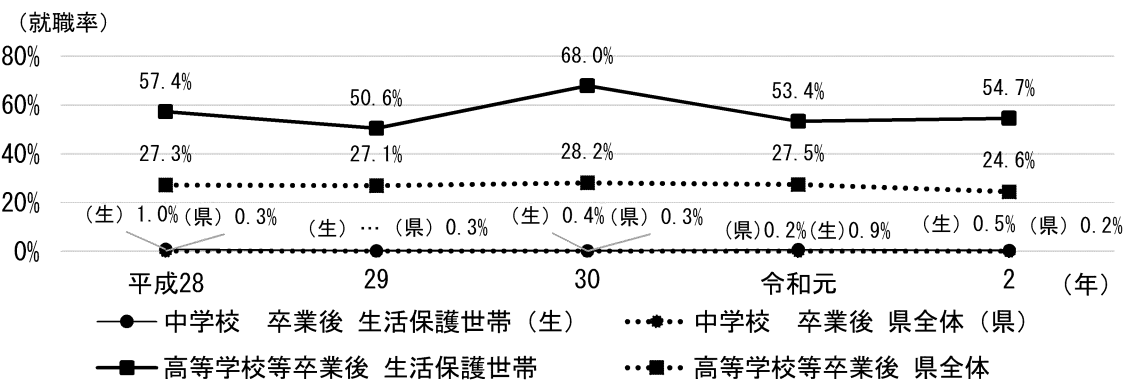 （就職率）
80%
60%
40%
20%
0%
57.4%
50.6%
68.0%
53.4%
54.7%
27.3%
27.1%
28.2%
27.5%
24.6%
（生）1.0%（県）0.3%
（生）…（県）0.3%
（生）0.4%（県）0.3%
（県）0.2%（生）0.9%
（生）0.5%（県）0.2%
平成28 29 30 令和元 2 （年）
中学校　卒業後 生活保護世帯（生）
中学校　卒業後 県全体（県）
高等学校等卒業後 生活保護世帯
高等学校等卒業後 県全体